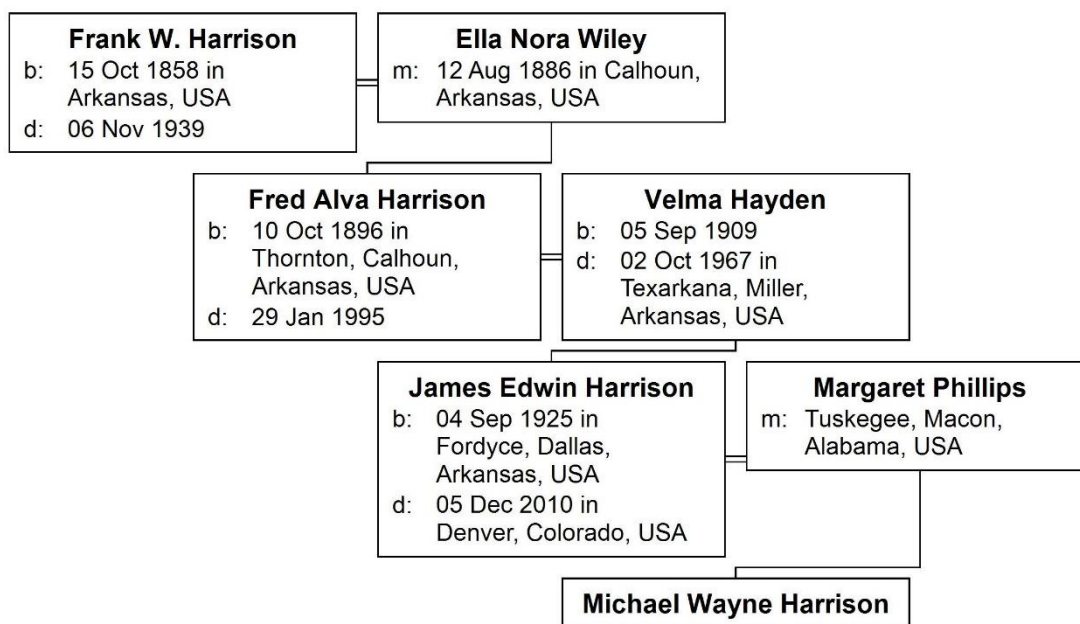 Frank W. Harrison
b: 15 Oct 1858 in
Arkansas, USA
d: 06 Nov 1939
Ella Nora Wiley
m: 12 Aug 1886 in Calhoun,
Arkansas, USA
Fred Alva Harrison
b: 10 Oct 1896 in
Thornton, Calhoun,
Arkansas, USA
d: 29 Jan 1995
Velma Hayden
b: 05 Sep 1909
d: 02 Oct 1967 in
Texarkana, Miller,
Arkansas, USA
James Edwin Harrison
b: 04 Sep 1925 in
Fordyce, Dallas,
Arkansas, USA
d: 05 Dec 2010 in
Denver, Colorado, USA
Margaret Phillips
m: Tuskegee, Macon,
Alabama, USA
Michael Wayne Harrison